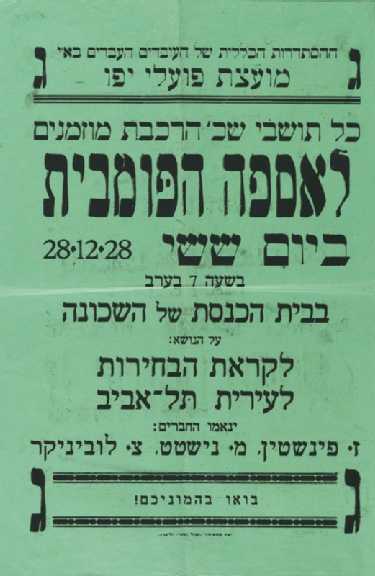 ההסתדרות הכללית של העובדים העברים בא״י
מועצת פועלי יפו
ג ג
כל תושבי שכ׳ הרכבת מוזמנים
לאספה הפומבית
ביום ששי 28•12•28
בשעה 7 בערב
בבית הכנסת של השכונה
על הנושא:
לקראת הבחירות
לעירית תל־אביב
ינאמו החברים:
ז• פינשטין, מ• נישטט, צ• לוביניקר
ג ג
בואו בהמוניכם!